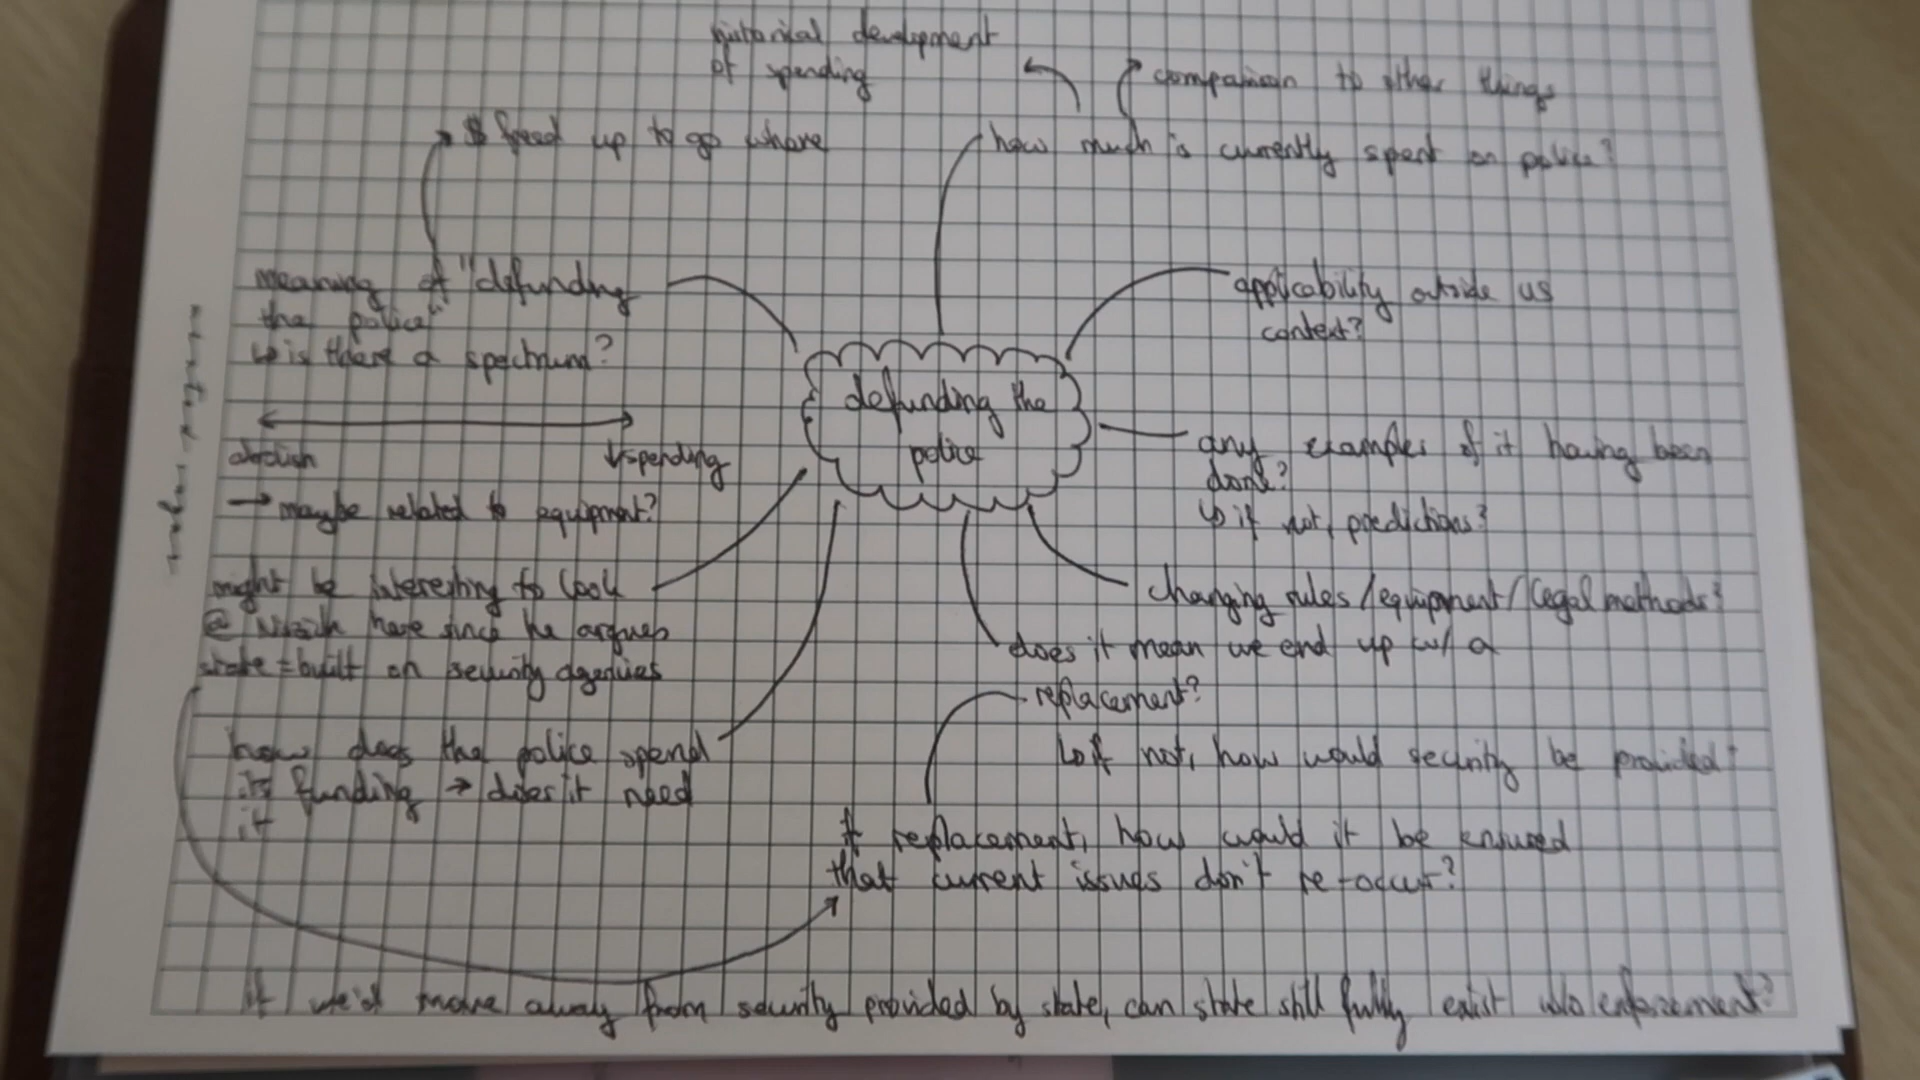 historical development
of spending
comparison to other things
$ freed up to go where
how much is currently spent on police?
meaning of "defunding
the police"
↳ is there a spectrum?
applicability outside US
context?
defunding the
police
abolish
↓spending
→ maybe related to equipment?
any examples of it having been
done?
↳ if not, predictions?
might be interesting to look
@ here since he argues
state = built on security agencies
changing rules/equipment/legal methods?
does it mean we end up w/ a
replacement?
↳ if not, how would security be provided?
how does the police spend
its funding → does it need
it
if replacement, how would it be ensured
that current issues don't re-occur?
if we'd move away from security provided by state, can state still fully exist w/o enforcement?